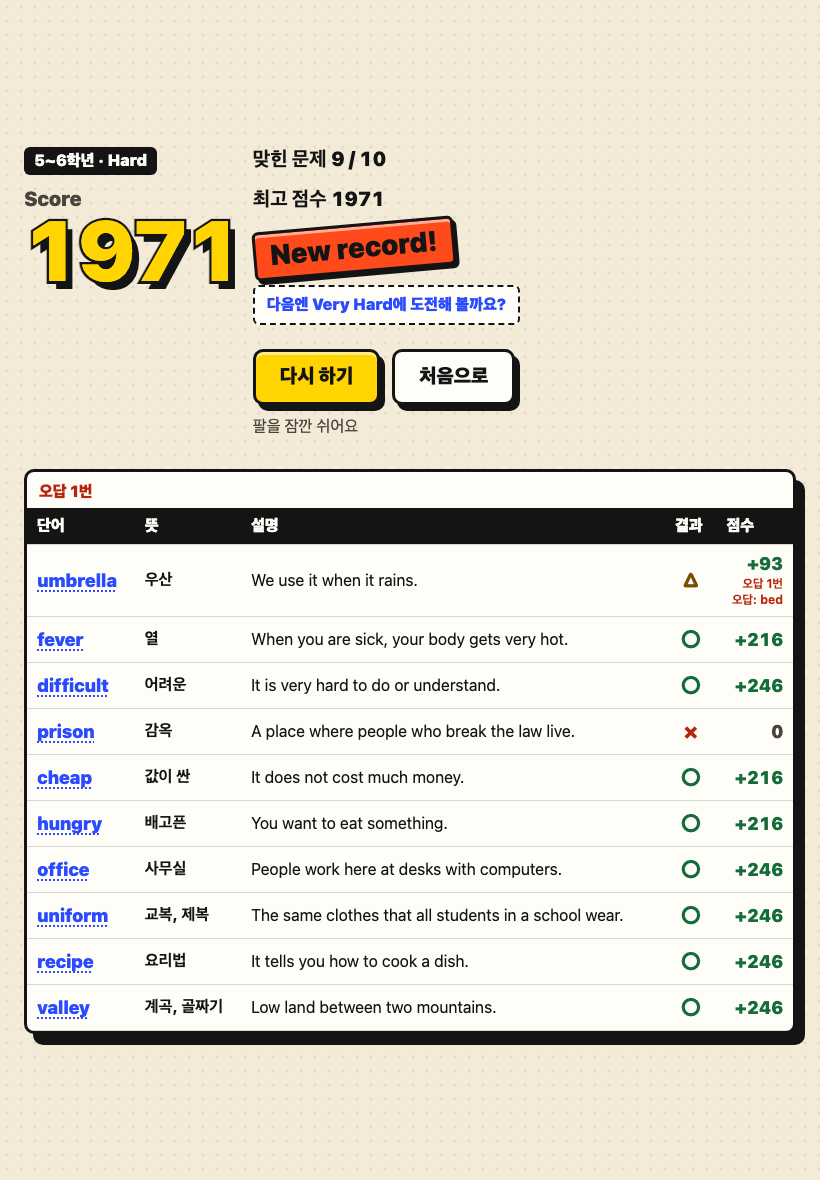 5~6학년 · Hard
Score
1971
맞힌 문제 9 / 10
최고 점수 1971
New record!
다음엔 Very Hard에 도전해 볼까요?
다시 하기
처음으로
팔을 잠깐 쉬어요
오답 1번
단어 뜻 설명 결과 점수
umbrella 우산 We use it when it rains. △ +93
오답 1번
오답: bed
fever 열 When you are sick, your body gets very hot. ○ +216
difficult 어려운 It is very hard to do or understand. ○ +246
prison 감옥 A place where people who break the law live. × 0
cheap 값이 싼 It does not cost much money. ○ +216
hungry 배고픈 You want to eat something. ○ +216
office 사무실 People work here at desks with computers. ○ +246
uniform 교복, 제복 The same clothes that all students in a school wear. ○ +246
recipe 요리법 It tells you how to cook a dish. ○ +246
valley 계곡, 골짜기 Low land between two mountains. ○ +246